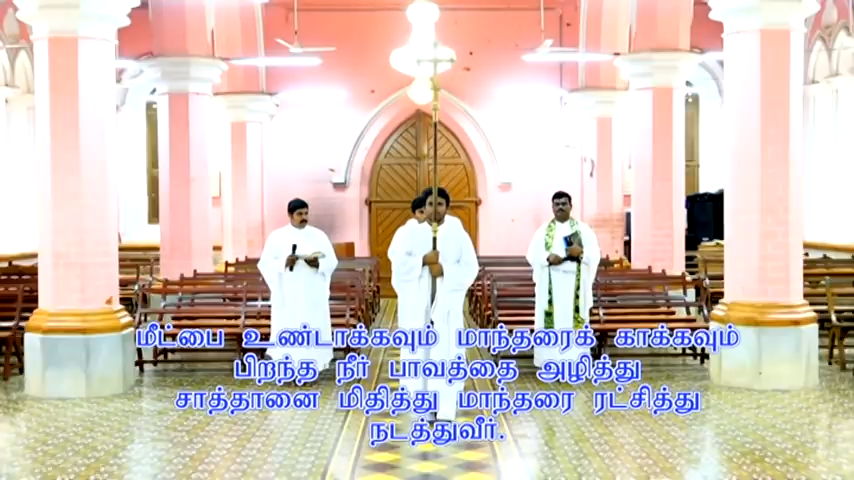 மீட்பை உண்டாக்கவும் மாந்தரைக் காக்கவும்
பிறந்த நீர் பாவத்தை அழித்து
சாத்தானை மிதித்து மாந்தரை ரட்சித்து
நடத்துவீர்.